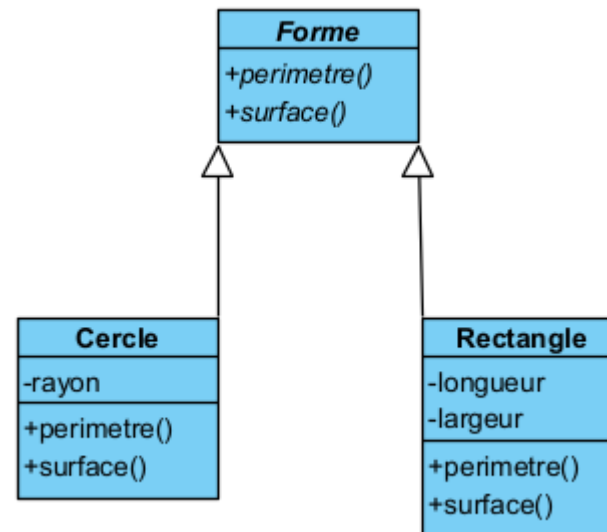 Forme
+perimetre()
+surface()
Cercle
-rayon
+perimetre()
+surface()
Rectangle
-longueur
-largeur
+perimetre()
+surface()